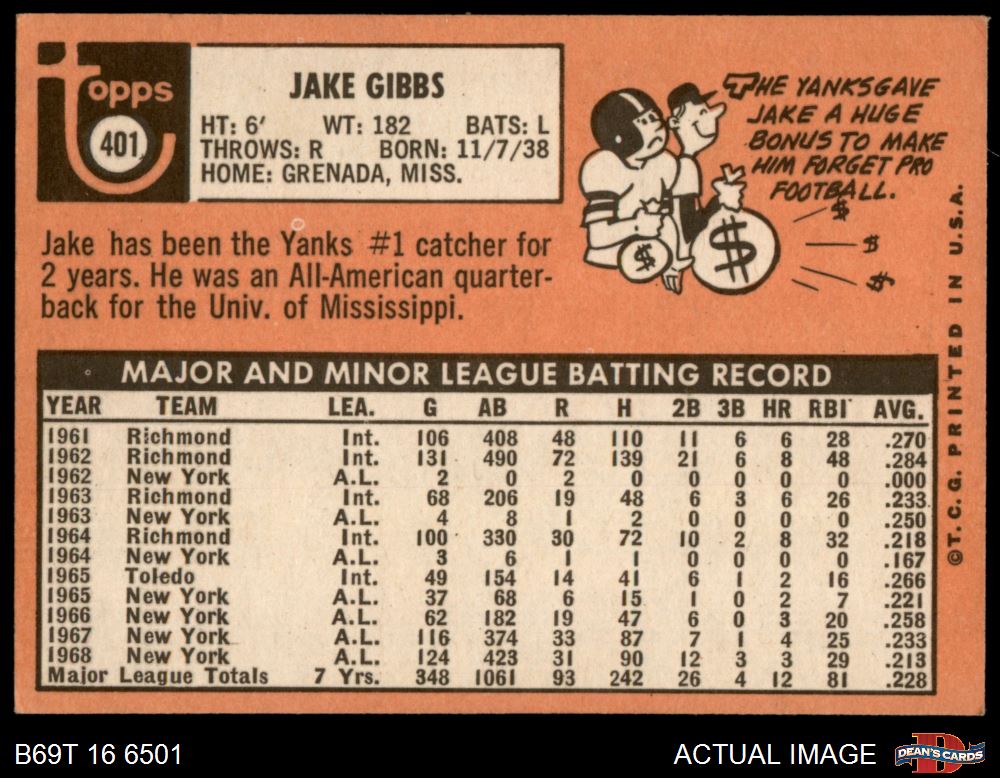 Topps
401
JAKE GIBBS
HT: 6' WT: 182 BATS: L
THROWS: R BORN: 11/7/38
HOME: GRENADA, MISS.
THE YANKS GAVE
JAKE A HUGE
BONUS TO MAKE
HIM FORGET PRO
FOOTBALL.
$
$
$
$
$
Jake has been the Yanks #1 catcher for
2 years. He was an All-American quarter-
back for the Univ. of Mississippi.
MAJOR AND MINOR LEAGUE BATTING RECORD
YEAR TEAM LEA. G AB R H 2B 3B HR RBI AVG.
1961 Richmond Int. 106 408 48 110 11 6 6 28 .270
1962 Richmond Int. 131 490 72 139 21 6 8 48 .284
1962 New York A.L. 2 0 2 0 0 0 0 0 .000
1963 Richmond Int. 68 206 19 48 6 3 6 26 .233
1963 New York A.L. 4 8 1 2 0 0 0 0 .250
1964 Richmond Int. 100 330 30 72 10 2 8 32 .218
1964 New York A.L. 3 6 1 1 0 0 0 0 .167
1965 Toledo Int. 49 154 14 41 6 1 2 16 .266
1965 New York A.L. 37 68 6 15 1 0 2 7 .221
1966 New York A.L. 62 182 19 47 6 0 3 20 .258
1967 New York A.L. 116 374 33 87 7 1 4 25 .233
1968 New York A.L. 124 423 31 90 12 3 3 29 .213
Major League Totals 7 Yrs. 348 1061 93 242 26 4 12 81 .228
©T.C.G. PRINTED IN U.S.A.
B69T 16 6501
ACTUAL IMAGE
D
DEAN'S CARDS